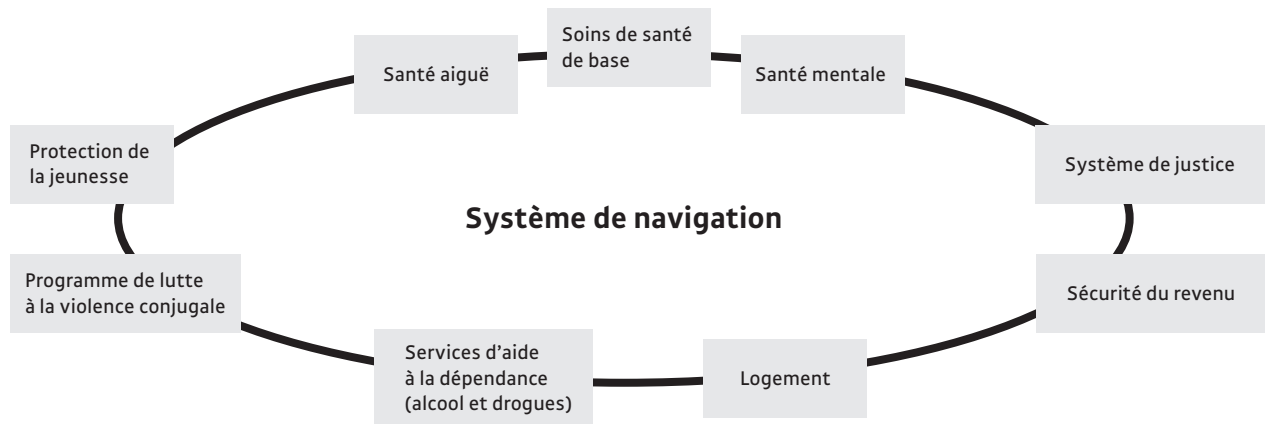 Soins de santé
de base
Santé aiguë
Santé mentale
Protection de
la jeunesse
Système de justice
Système de navigation
Programme de lutte
à la violence conjugale
Sécurité du revenu
Services d’aide
à la dépendance
(alcool et drogues)
Logement